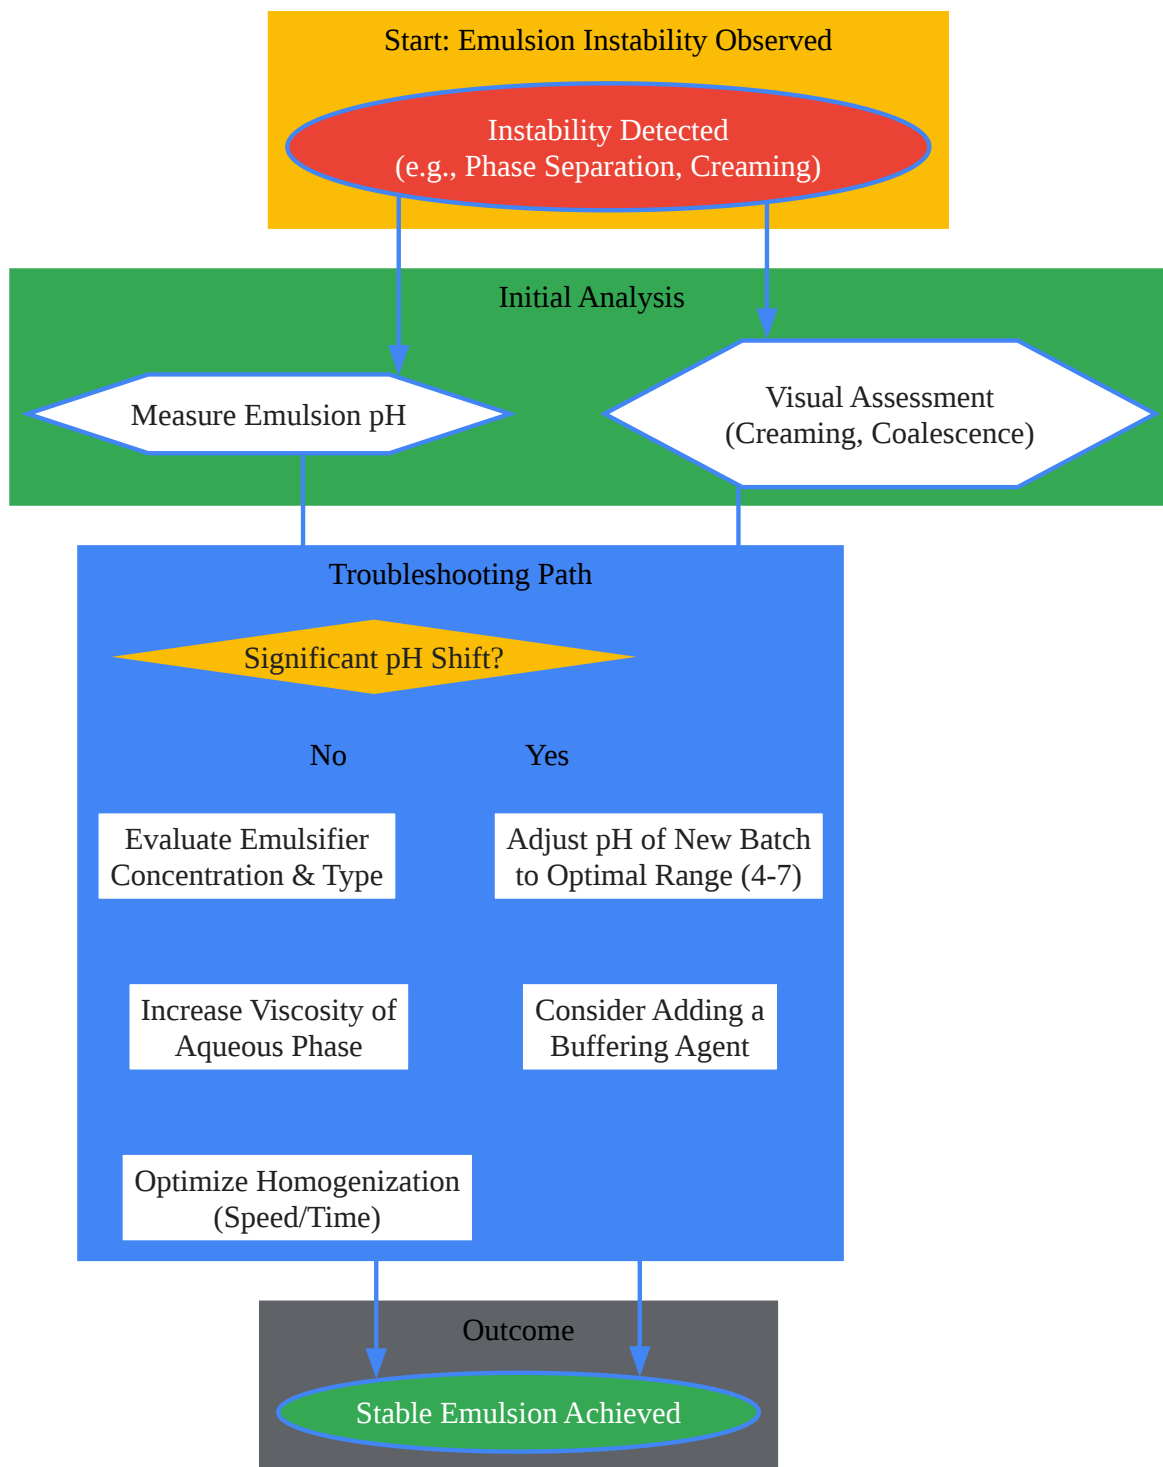 Start: Emulsion Instability Observed
Instability Detected
(e.g., Phase Separation, Creaming)
Initial Analysis
Measure Emulsion pH
Visual Assessment
(Creaming, Coalescence)
Troubleshooting Path
Significant pH Shift?
No
Yes
Evaluate Emulsifier
Concentration & Type
Adjust pH of New Batch
to Optimal Range (4-7)
Increase Viscosity of
Aqueous Phase
Consider Adding a
Buffering Agent
Optimize Homogenization
(Speed/Time)
Outcome
Stable Emulsion Achieved